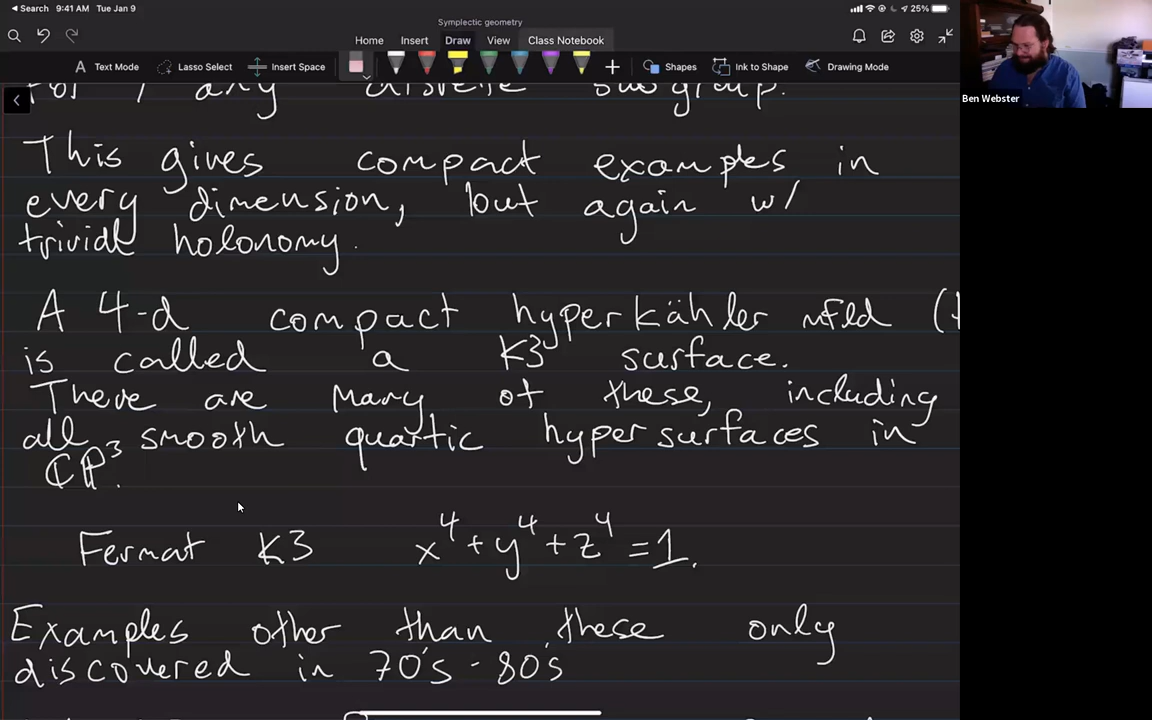 Search 9:41 AM Tue Jan 9
25%
Symplectic geometry
Home Insert Draw View Class Notebook
Text Mode Lasso Select Insert Space Shapes Ink to Shape Drawing Mode
Ben Webster
any discrete subgroup.
This gives compact examples in
every dimension, but again w/
trivial holonomy.
A 4-d compact hyperkähler mfld (
is called a K3 surface.
There are many of these, including
all smooth quartic hypersurfaces in
ℂℙ³.
Fermat K3 x⁴+y⁴+z⁴=1.
Examples other than these only
discovered in 70's-80's